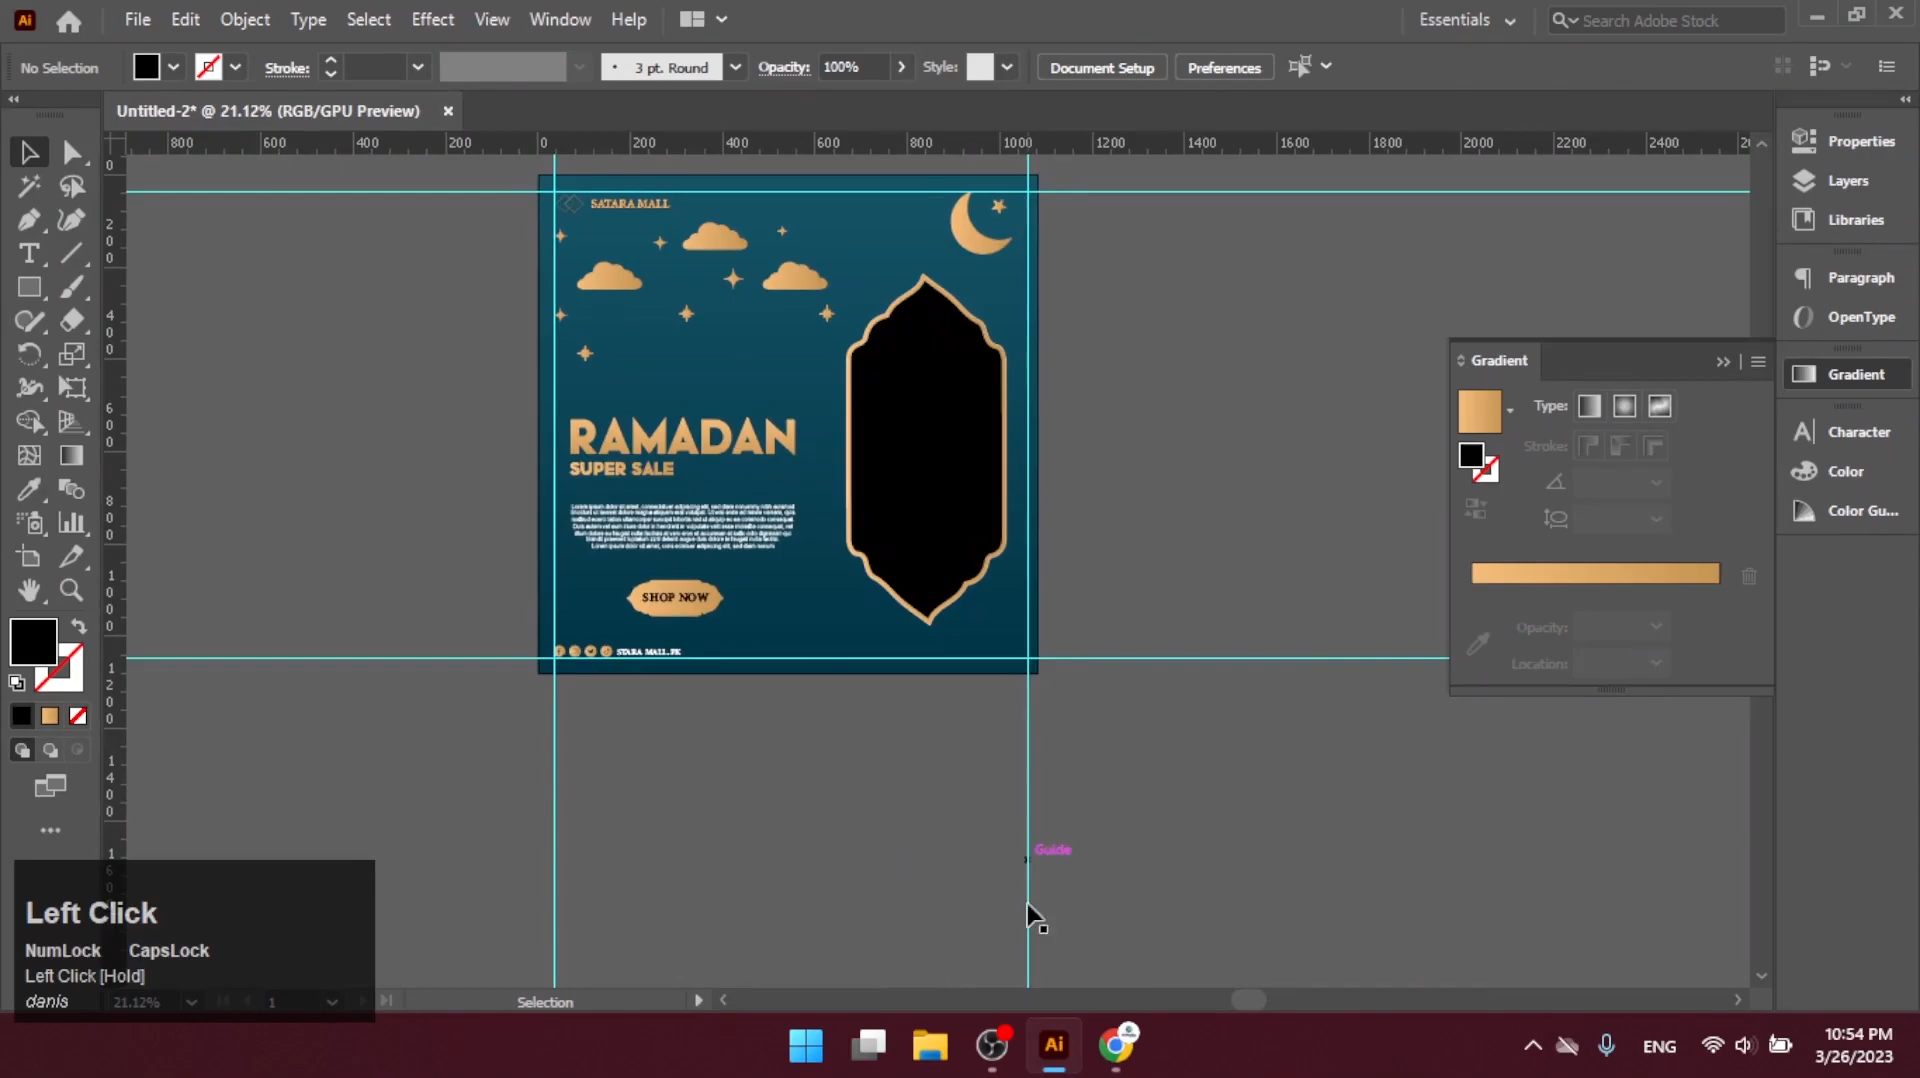 Ai File Edit Object Type Select Effect View Window Help Essentials Search Adobe Stock
No Selection Stroke: 3 pt. Round Opacity: 100% Style: Document Setup Preferences
Untitled-2* @ 21.12% (RGB/GPU Preview)
800 600 400 200 0 200 400 600 800 1000 1200 1400 1600 1800 2000 2200 2400
SATARA MALL
RAMADAN
SUPER SALE
SHOP NOW
STARA MALL.PK
Guide
Properties
Layers
Libraries
Paragraph
OpenType
Gradient
Character
Color
Color Gu...
Gradient
Type:
Stroke:
Opacity:
Location:
Left Click
NumLock CapsLock
Left Click [Hold]
danis 21.12% 1 Selection
Ai
ENG
10:54 PM
3/26/2023